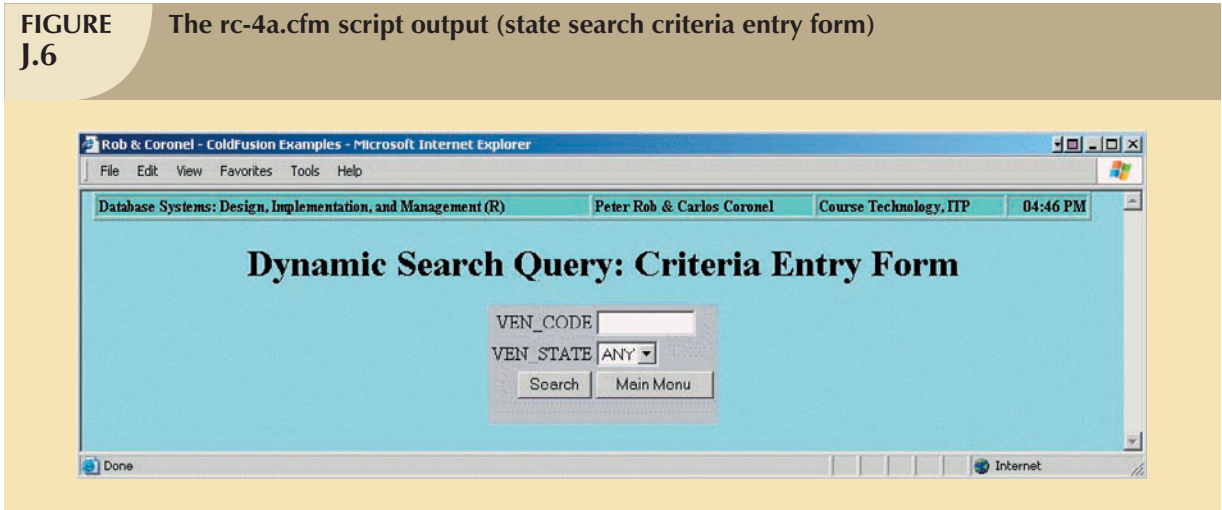 FIGURE J.6
The rc-4a.cfm script output (state search criteria entry form)
Rob & Coronel - ColdFusion Examples - Microsoft Internet Explorer
File Edit View Favorites Tools Help
Database Systems: Design, Implementation, and Management (R) Peter Rob & Carlos Coronel Course Technology, ITP 04:46 PM
Dynamic Search Query: Criteria Entry Form
VEN_CODE
VEN_STATE ANY
Search Main Menu
Done Internet